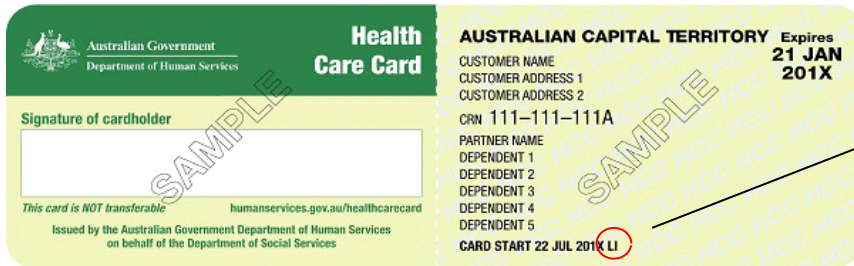 Australian Government
Department of Human Services
Health
Care Card
Signature of cardholder
SAMPLE
This card is NOT transferable
humanservices.gov.au/healthcarecard
Issued by the Australian Government Department of Human Services
on behalf of the Department of Social Services
AUSTRALIAN CAPITAL TERRITORY
Expires
21 JAN
201X
CUSTOMER NAME
CUSTOMER ADDRESS 1
CUSTOMER ADDRESS 2
CRN 111–111–111A
PARTNER NAME
DEPENDENT 1
DEPENDENT 2
DEPENDENT 3
DEPENDENT 4
DEPENDENT 5
CARD START 22 JUL 201X LI
SAMPLE
HCC HCC HCC